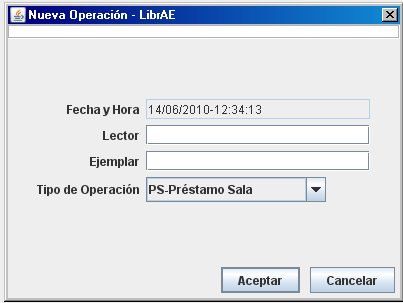 Nueva Operación - LibrAE
Fecha y Hora 14/06/2010-12:34:13
Lector
Ejemplar
Tipo de Operación PS-Préstamo Sala
Aceptar Cancelar